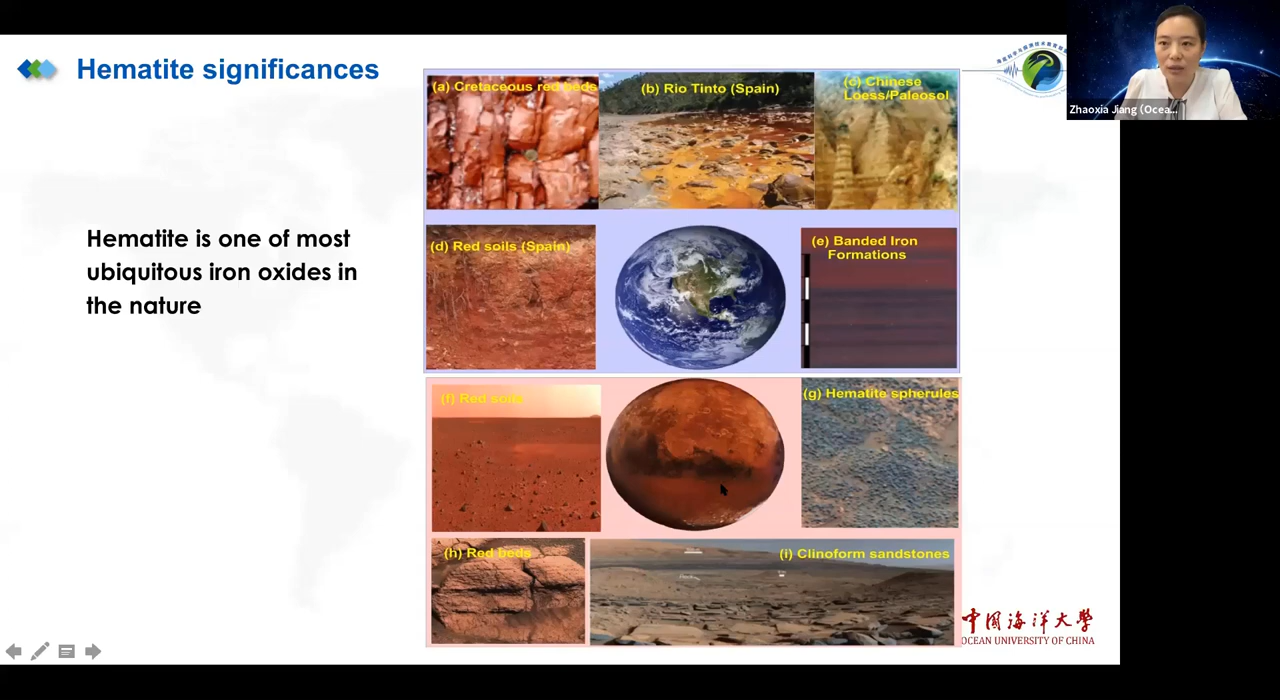 Hematite significances
Hematite is one of most
ubiquitous iron oxides in
the nature
(a) Cretaceous red beds
(b) Rio Tinto (Spain)
(c) Chinese
Loess/Paleosol
(d) Red soils (Spain)
(e) Banded Iron
Formations
(f) Red soils
(g) Hematite spherules
(h) Red beds
(i) Clinoform sandstones
Zhaoxia Jiang (Ocea...
中国海洋大学
OCEAN UNIVERSITY OF CHINA